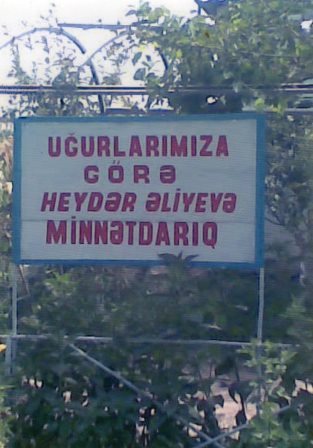 UĞURLARIMIZA
GÖRƏ
HEYDƏR ƏLİYEVƏ
MİNNƏTDARIQ